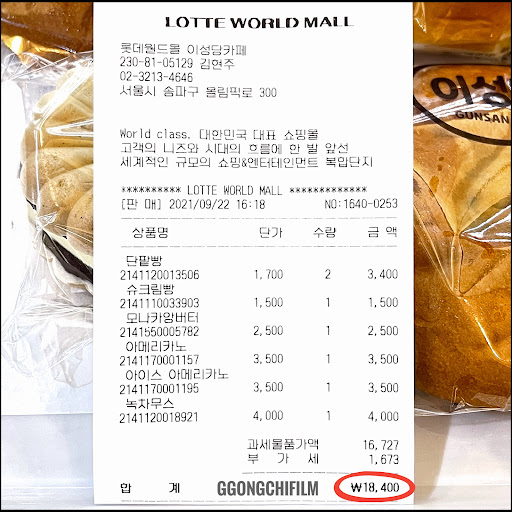 LOTTE WORLD MALL
롯데월드몰 이성당카페
230-81-05129 김현주
02-3213-4646
서울시 송파구 올림픽로 300
World class. 대한민국 대표 쇼핑몰
고객의 니즈와 시대의 흐름에 한 발 앞선
세계적인 규모의 쇼핑&엔터테인먼트 복합단지
********** LOTTE WORLD MALL *************
[판 매] 2021/09/22 16:18 NO:1640-0253
상품명 단가 수량 금 액
단팥빵
2141120013506 1,700 2 3,400
슈크림빵
2141110033903 1,500 1 1,500
모나카앙버터
2141550005782 2,500 1 2,500
아메리카노
2141170001157 3,500 1 3,500
아이스 아메리카노
2141170001195 3,500 1 3,500
녹차무스
2141120018921 4,000 1 4,000
과세물품가액 16,727
부 가 세 1,673
합 계 ₩18,400
GGONGCHIFILM
이성
GUNSAN